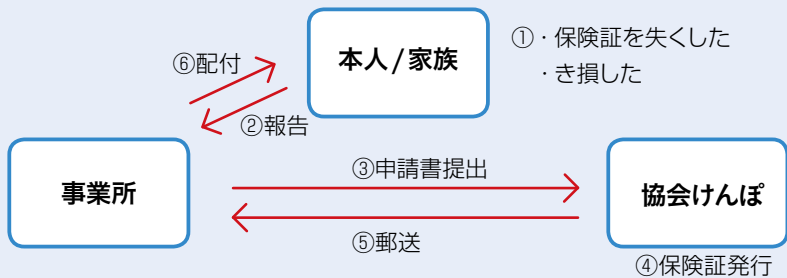 ①・保険証を失くした
・き損した
本人/家族
⑥配付
②報告
事業所
③申請書提出
協会けんぽ
⑤郵送
④保険証発行